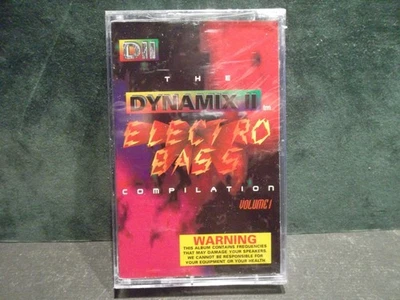 DII
THE
DYNAMIX II
ELECTRO
BASS
COMPILATION
VOLUME 1
WARNING
THIS ALBUM CONTAINS FREQUENCIES
THAT MAY DAMAGE YOUR SPEAKERS.
WE CANNOT BE RESPONSIBLE FOR
YOUR EQUIPMENT OR YOUR HEALTH.